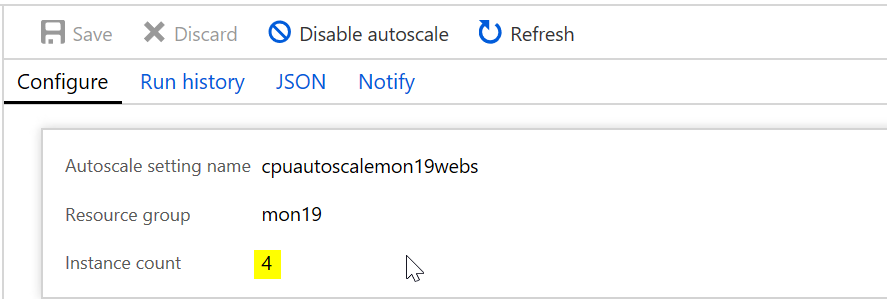 Save Discard Disable autoscale Refresh
Configure Run history JSON Notify
Autoscale setting name cpuautoscalemon19webs
Resource group mon19
Instance count 4